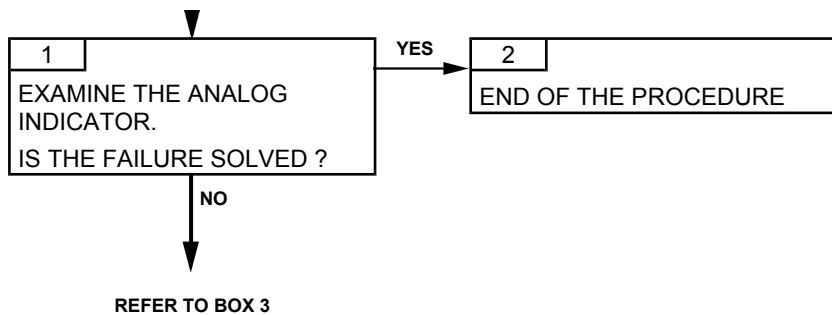 1
EXAMINE THE ANALOG
INDICATOR.
IS THE FAILURE SOLVED ?
YES
2
END OF THE PROCEDURE
NO
REFER TO BOX 3